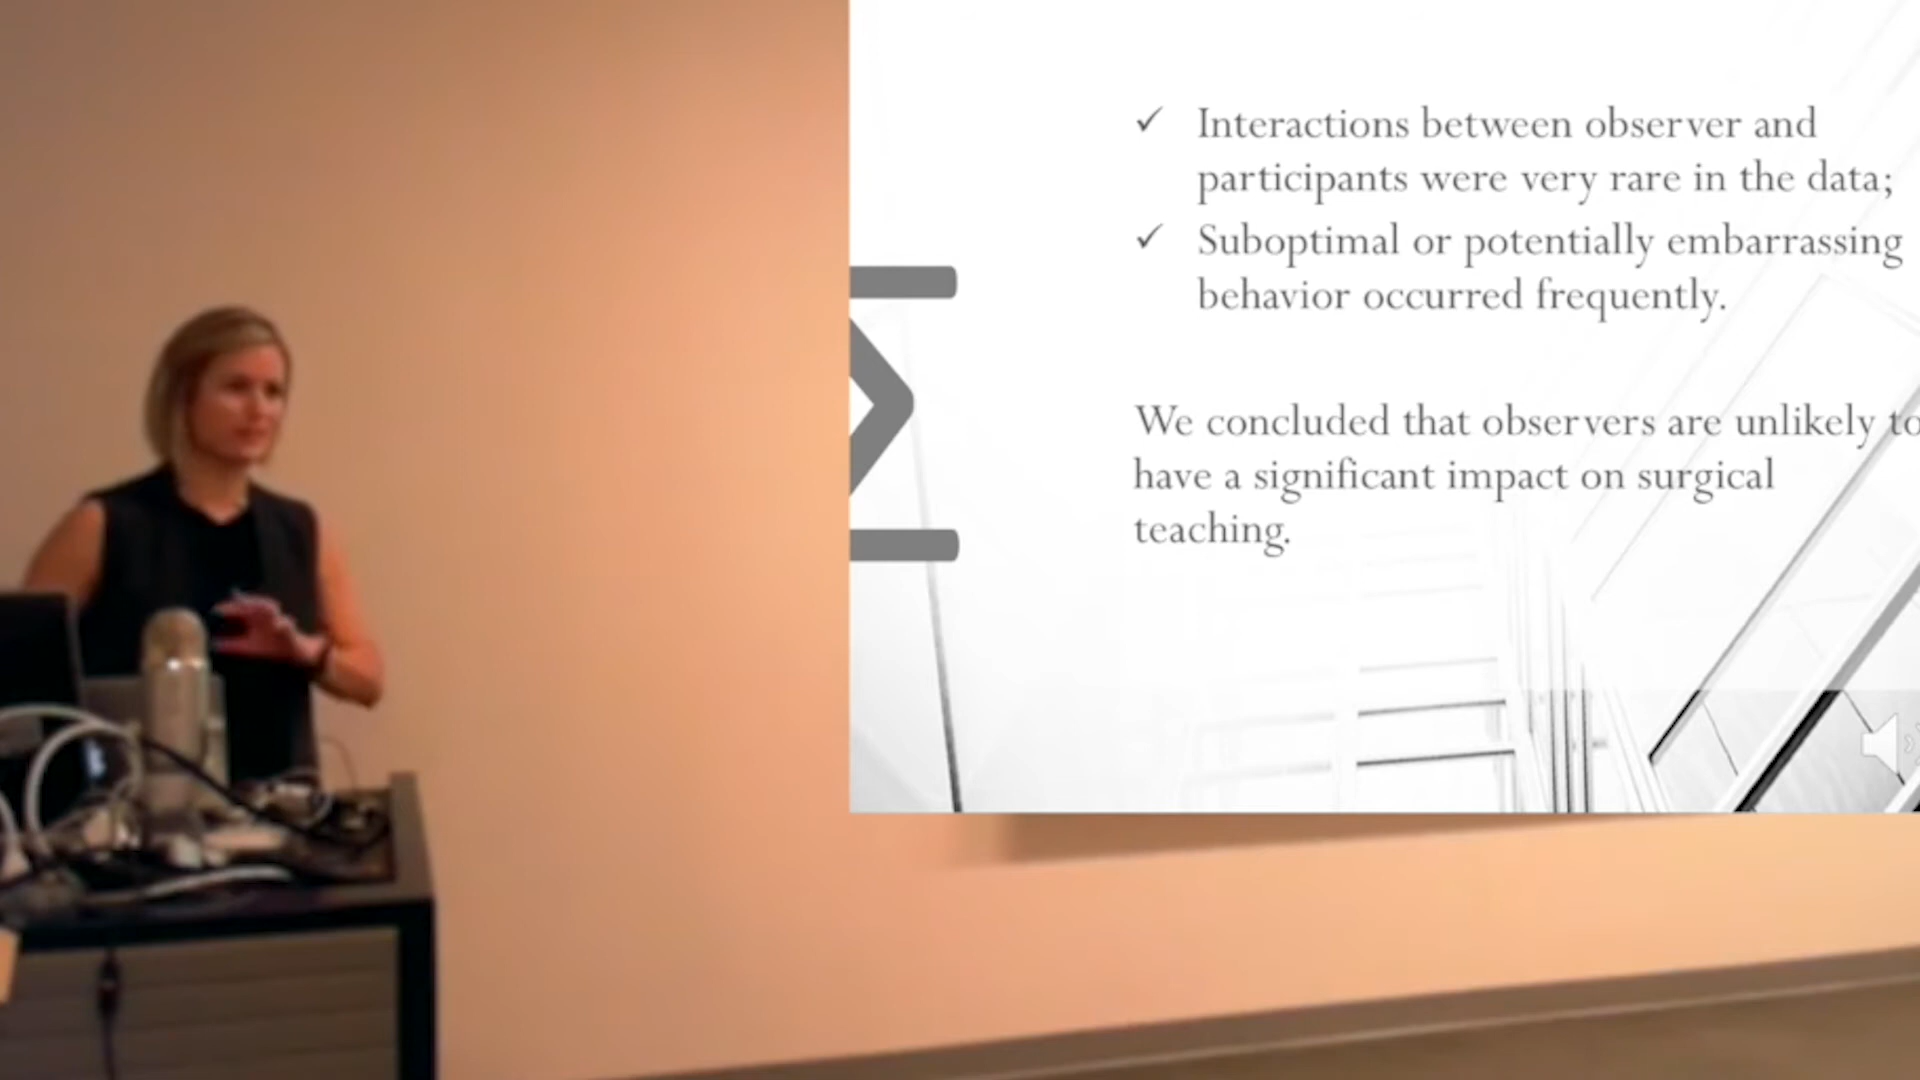 ✓ Interactions between observer and
participants were very rare in the data;
✓ Suboptimal or potentially embarrassing
behavior occurred frequently.
We concluded that observers are unlikely to
have a significant impact on surgical
teaching.